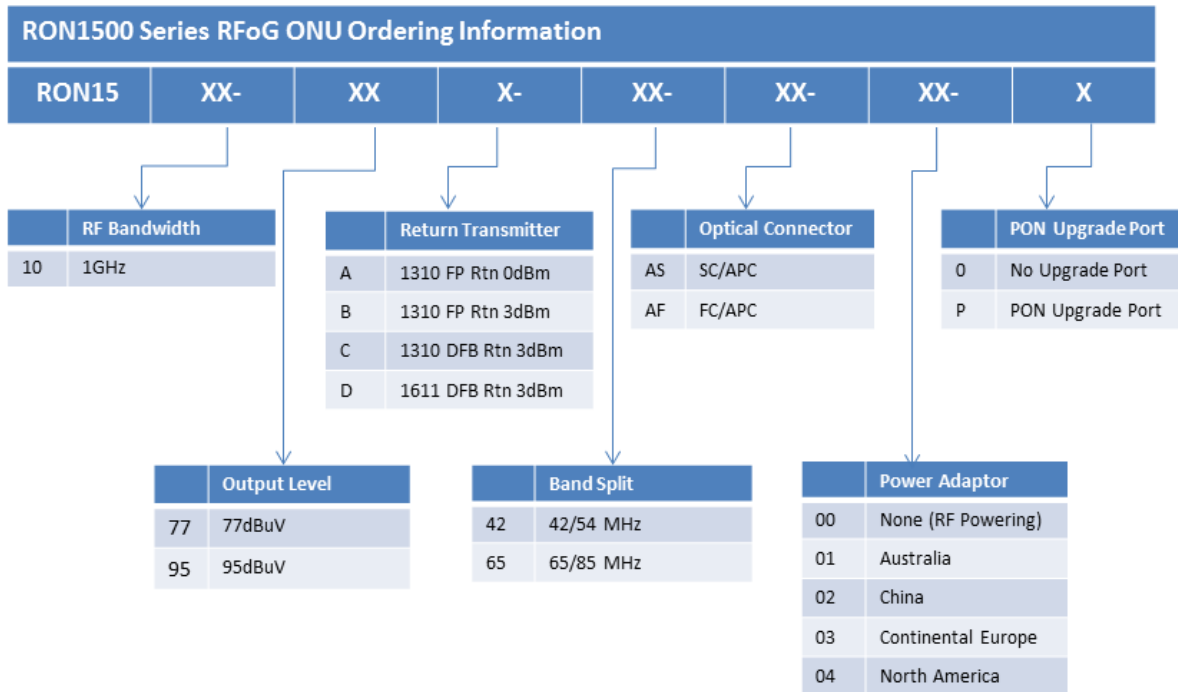 RON1500 Series RFoG ONU Ordering Information
RON15 XX- XX X- XX- XX- XX- X
RF Bandwidth
10 1GHz
Return Transmitter
A 1310 FP Rtn 0dBm
B 1310 FP Rtn 3dBm
C 1310 DFB Rtn 3dBm
D 1611 DFB Rtn 3dBm
Optical Connector
AS SC/APC
AF FC/APC
PON Upgrade Port
0 No Upgrade Port
P PON Upgrade Port
Output Level
77 77dBuV
95 95dBuV
Band Split
42 42/54 MHz
65 65/85 MHz
Power Adaptor
00 None (RF Powering)
01 Australia
02 China
03 Continental Europe
04 North America